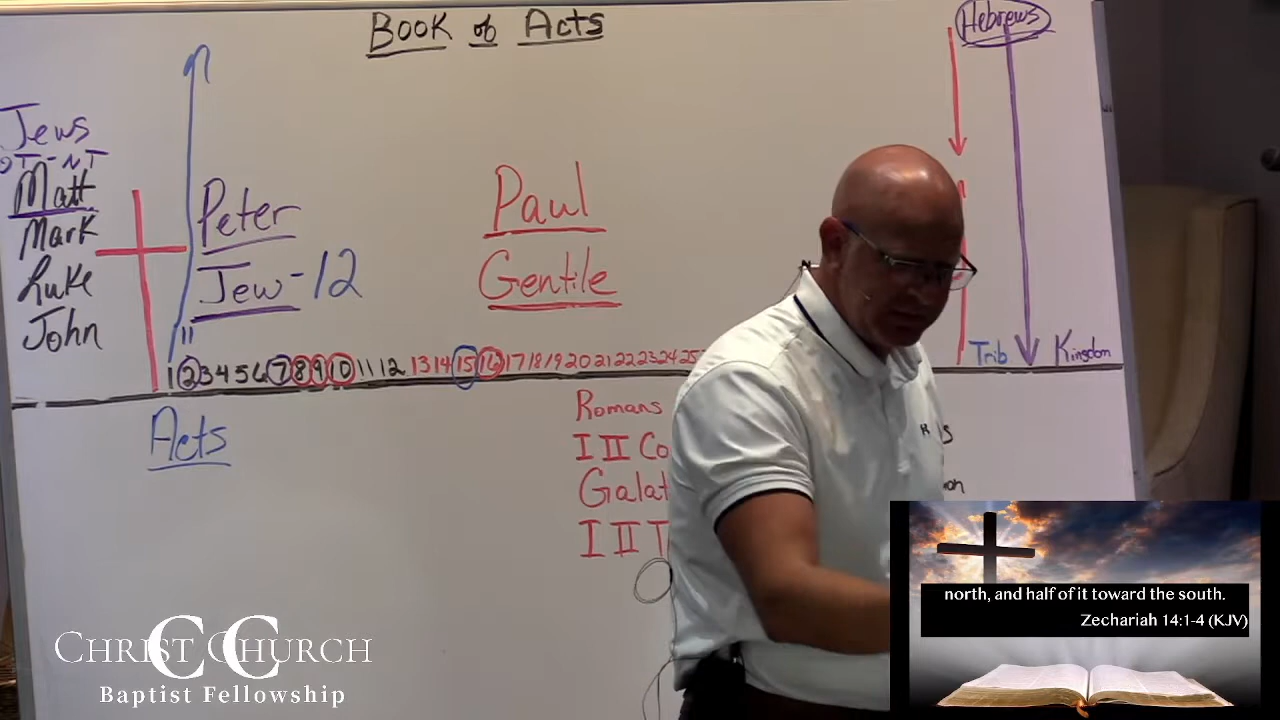 Book of Acts
Hebrews
Jews
OT-NT
Matt
Mark
Luke
John
Peter
Jew-12
Paul
Gentile
Trib
Kingdom
1 2 3 4 5 6 7 8 9 10 11 12 13 14 15 16 17 18 19 20 21 22 23 24 25
Acts
Romans
I II Co
Galat
I II T
north, and half of it toward the south.
Zechariah 14:1-4 (KJV)
CC
CHRIST CHURCH
Baptist Fellowship